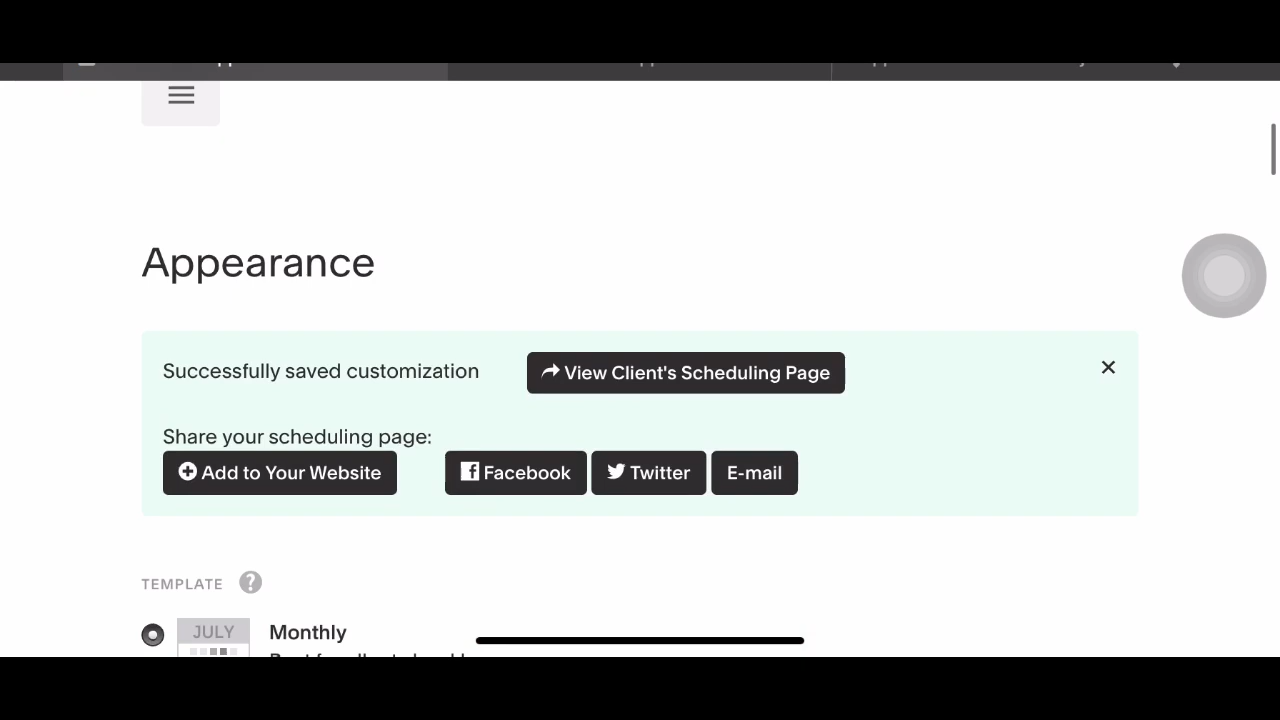 Appearance
Successfully saved customization
View Client's Scheduling Page
Share your scheduling page:
Add to Your Website
Facebook
Twitter
E-mail
TEMPLATE ?
JULY
Monthly